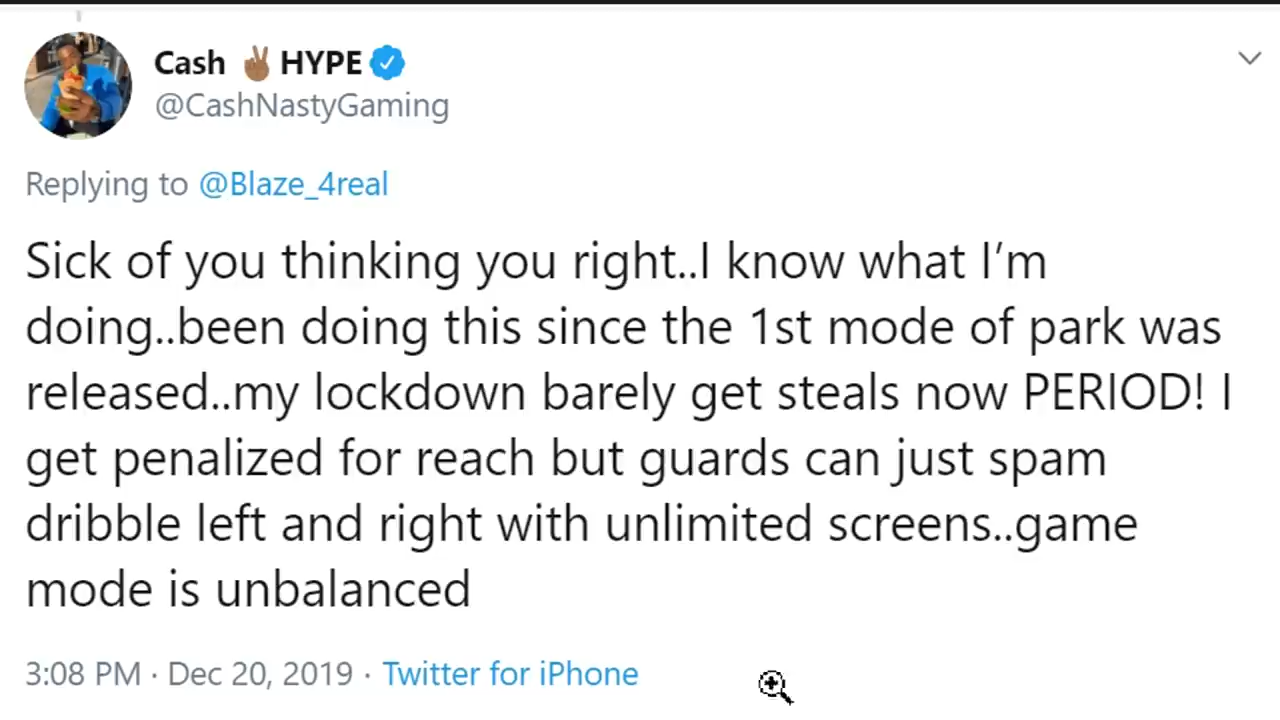 Cash ✌🏽 HYPE
@CashNastyGaming
Replying to @Blaze_4real
Sick of you thinking you right..I know what I’m
doing..been doing this since the 1st mode of park was
released..my lockdown barely get steals now PERIOD! I
get penalized for reach but guards can just spam
dribble left and right with unlimited screens..game
mode is unbalanced
3:08 PM · Dec 20, 2019 · Twitter for iPhone